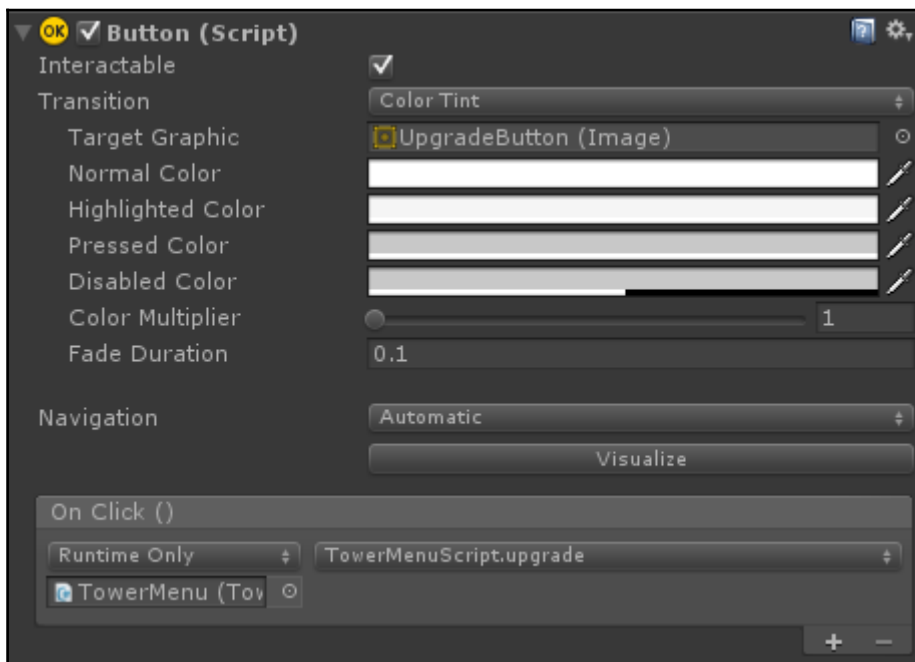 OK Button (Script)
Interactable
Transition Color Tint
Target Graphic UpgradeButton (Image)
Normal Color
Highlighted Color
Pressed Color
Disabled Color
Color Multiplier 1
Fade Duration 0.1
Navigation Automatic
Visualize
On Click ()
Runtime Only TowerMenuScript.upgrade
TowerMenu (Tow